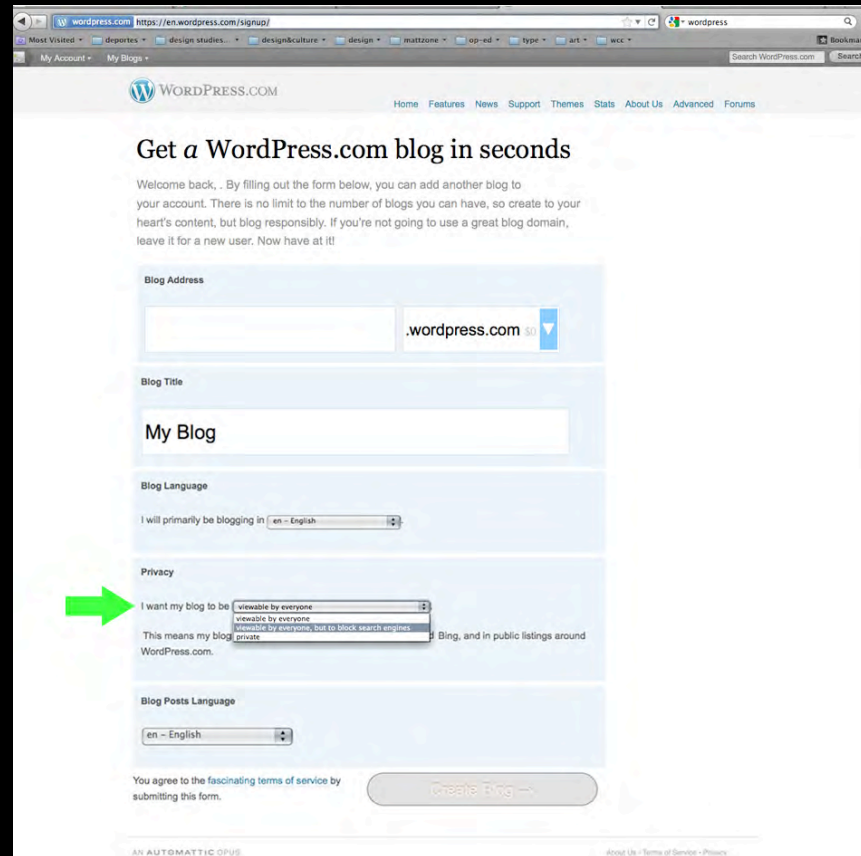 wordpress.com https://en.wordpress.com/signup/
wordpress
Most Visited deportes design studies... design&culture design mattzone op-ed type art wcc
My Account My Blogs Search WordPress.com Search
WORDPRESS.COM
Home Features News Support Themes Stats About Us Advanced Forums
Get a WordPress.com blog in seconds
Welcome back, . By filling out the form below, you can add another blog to
your account. There is no limit to the number of blogs you can have, so create to your
heart's content, but blog responsibly. If you're not going to use a great blog domain,
leave it for a new user. Now have at it!
Blog Address
.wordpress.com $0
Blog Title
My Blog
Blog Language
I will primarily be blogging in en – English
Privacy
I want my blog to be viewable by everyone
viewable by everyone
viewable by everyone, but to block search engines
private
This means my blog Bing, and in public listings around
WordPress.com.
Blog Posts Language
en – English
You agree to the fascinating terms of service by
submitting this form.
Create Blog →
AN AUTOMATTIC OPUS
About Us • Terms of Service • Privacy